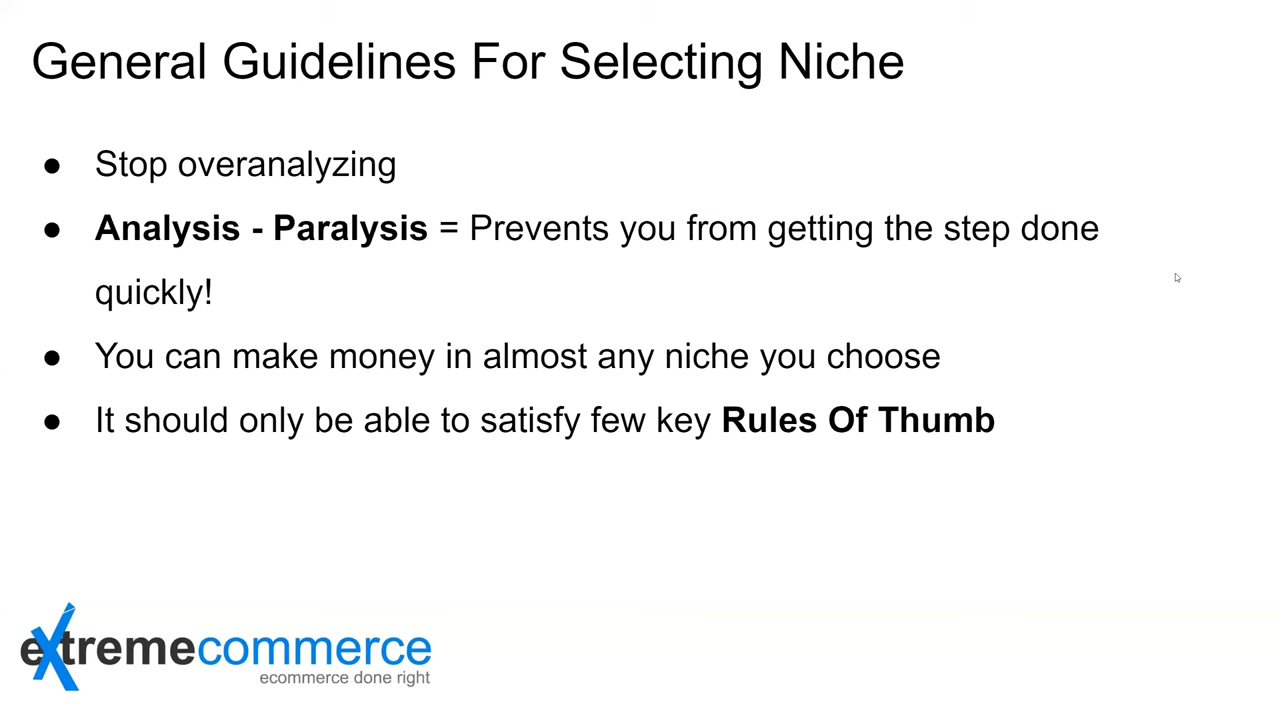 General Guidelines For Selecting Niche
● Stop overanalyzing
● Analysis - Paralysis = Prevents you from getting the step done
quickly!
● You can make money in almost any niche you choose
● It should only be able to satisfy few key Rules Of Thumb
extremecommerce
ecommerce done right